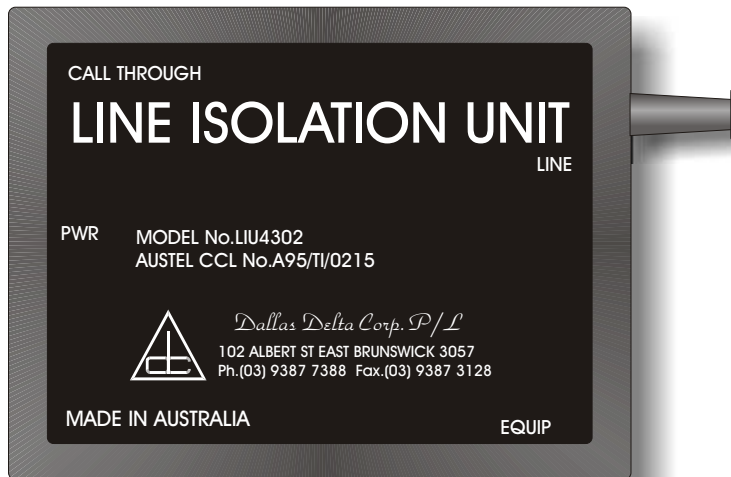 CALL THROUGH
LINE ISOLATION UNIT
LINE
PWR
MODEL No.LIU4302
AUSTEL CCL No.A95/TI/0215
Dallas Delta Corp. P/L
102 ALBERT ST EAST BRUNSWICK 3057
Ph.(03) 9387 7388 Fax.(03) 9387 3128
MADE IN AUSTRALIA
EQUIP